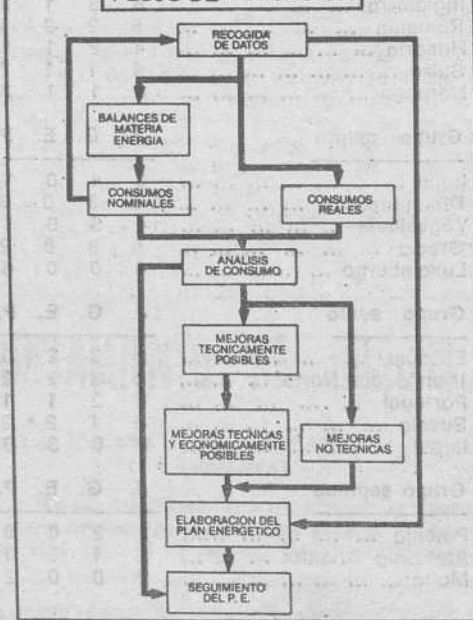 RECOGIDA
DE DATOS
BALANCES DE
MATERIA
ENERGIA
CONSUMOS
NOMINALES
CONSUMOS
REALES
ANALISIS
DE CONSUMO
MEJORAS
TECNICAMENTE
POSIBLES
MEJORAS TECNICAS
Y ECONOMICAMENTE
POSIBLES
MEJORAS
NO TECNICAS
ELABORACION DEL
PLAN ENERGETICO
SEGUIMIENTO
DEL P. E.